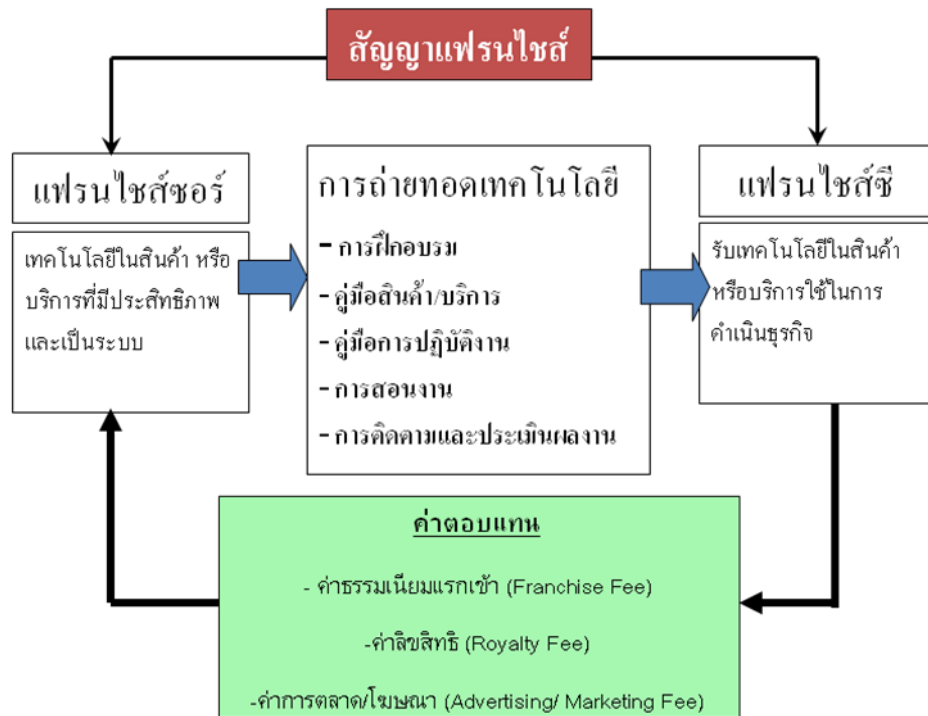 สัญญาแฟรนไชส์
แฟรนไชส์ซอร์
เทคโนโลยีในสินค้า หรือ
บริการที่มีประสิทธิภาพ
และเป็นระบบ
การถ่ายทอดเทคโนโลยี
- การฝึกอบรม
- คู่มือสินค้า/บริการ
- คู่มือการปฏิบัติงาน
- การสอนงาน
- การติดตามและประเมินผลงาน
แฟรนไชส์ซี
รับเทคโนโลยีในสินค้า
หรือบริการใช้ในการ
ดำเนินธุรกิจ
ค่าตอบแทน
- ค่าธรรมเนียมแรกเข้า (Franchise Fee)
-ค่าลิขสิทธิ (Royalty Fee)
-ค่าการตลาด/โฆษณา (Advertising/ Marketing Fee)